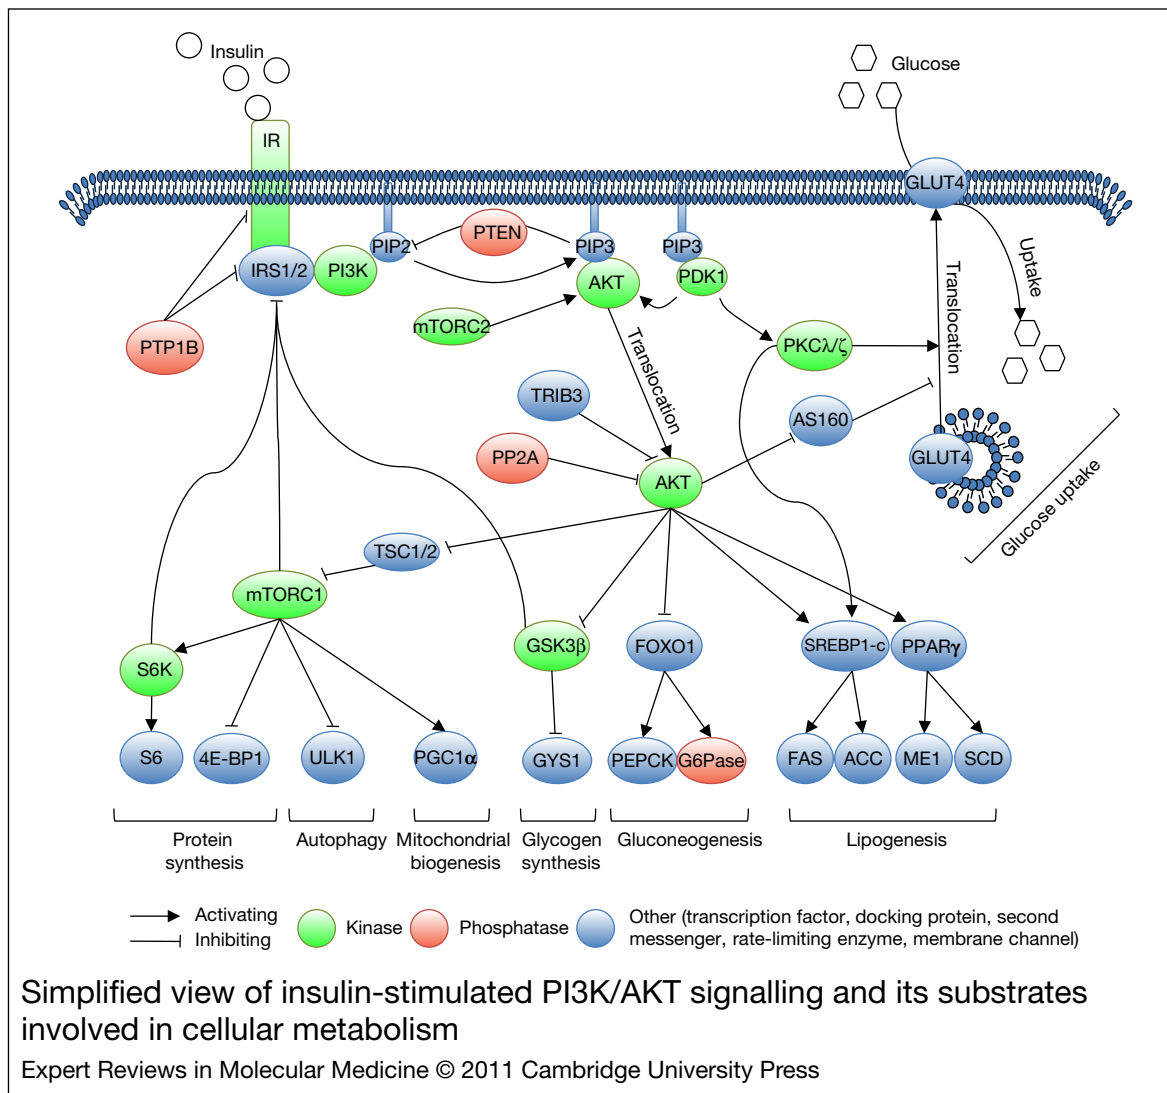 Insulin
Glucose
IR
GLUT4
PTEN
PIP2
PIP3
PIP3
IRS1/2
PI3K
AKT
PDK1
Uptake
Translocation
mTORC2
PTP1B
Translocation
PKCλ/ζ
TRIB3
AS160
PP2A
AKT
GLUT4
Glucose uptake
TSC1/2
mTORC1
S6K
GSK3β
FOXO1
SREBP1-c
PPARγ
S6
4E-BP1
ULK1
PGC1α
GYS1
PEPCK
G6Pase
FAS
ACC
ME1
SCD
Protein
synthesis
Autophagy
Mitochondrial
biogenesis
Glycogen
synthesis
Gluconeogenesis
Lipogenesis
Activating
Inhibiting
Kinase
Phosphatase
Other (transcription factor, docking protein, second
messenger, rate-limiting enzyme, membrane channel)
Simplified view of insulin-stimulated PI3K/AKT signalling and its substrates
involved in cellular metabolism
Expert Reviews in Molecular Medicine © 2011 Cambridge University Press